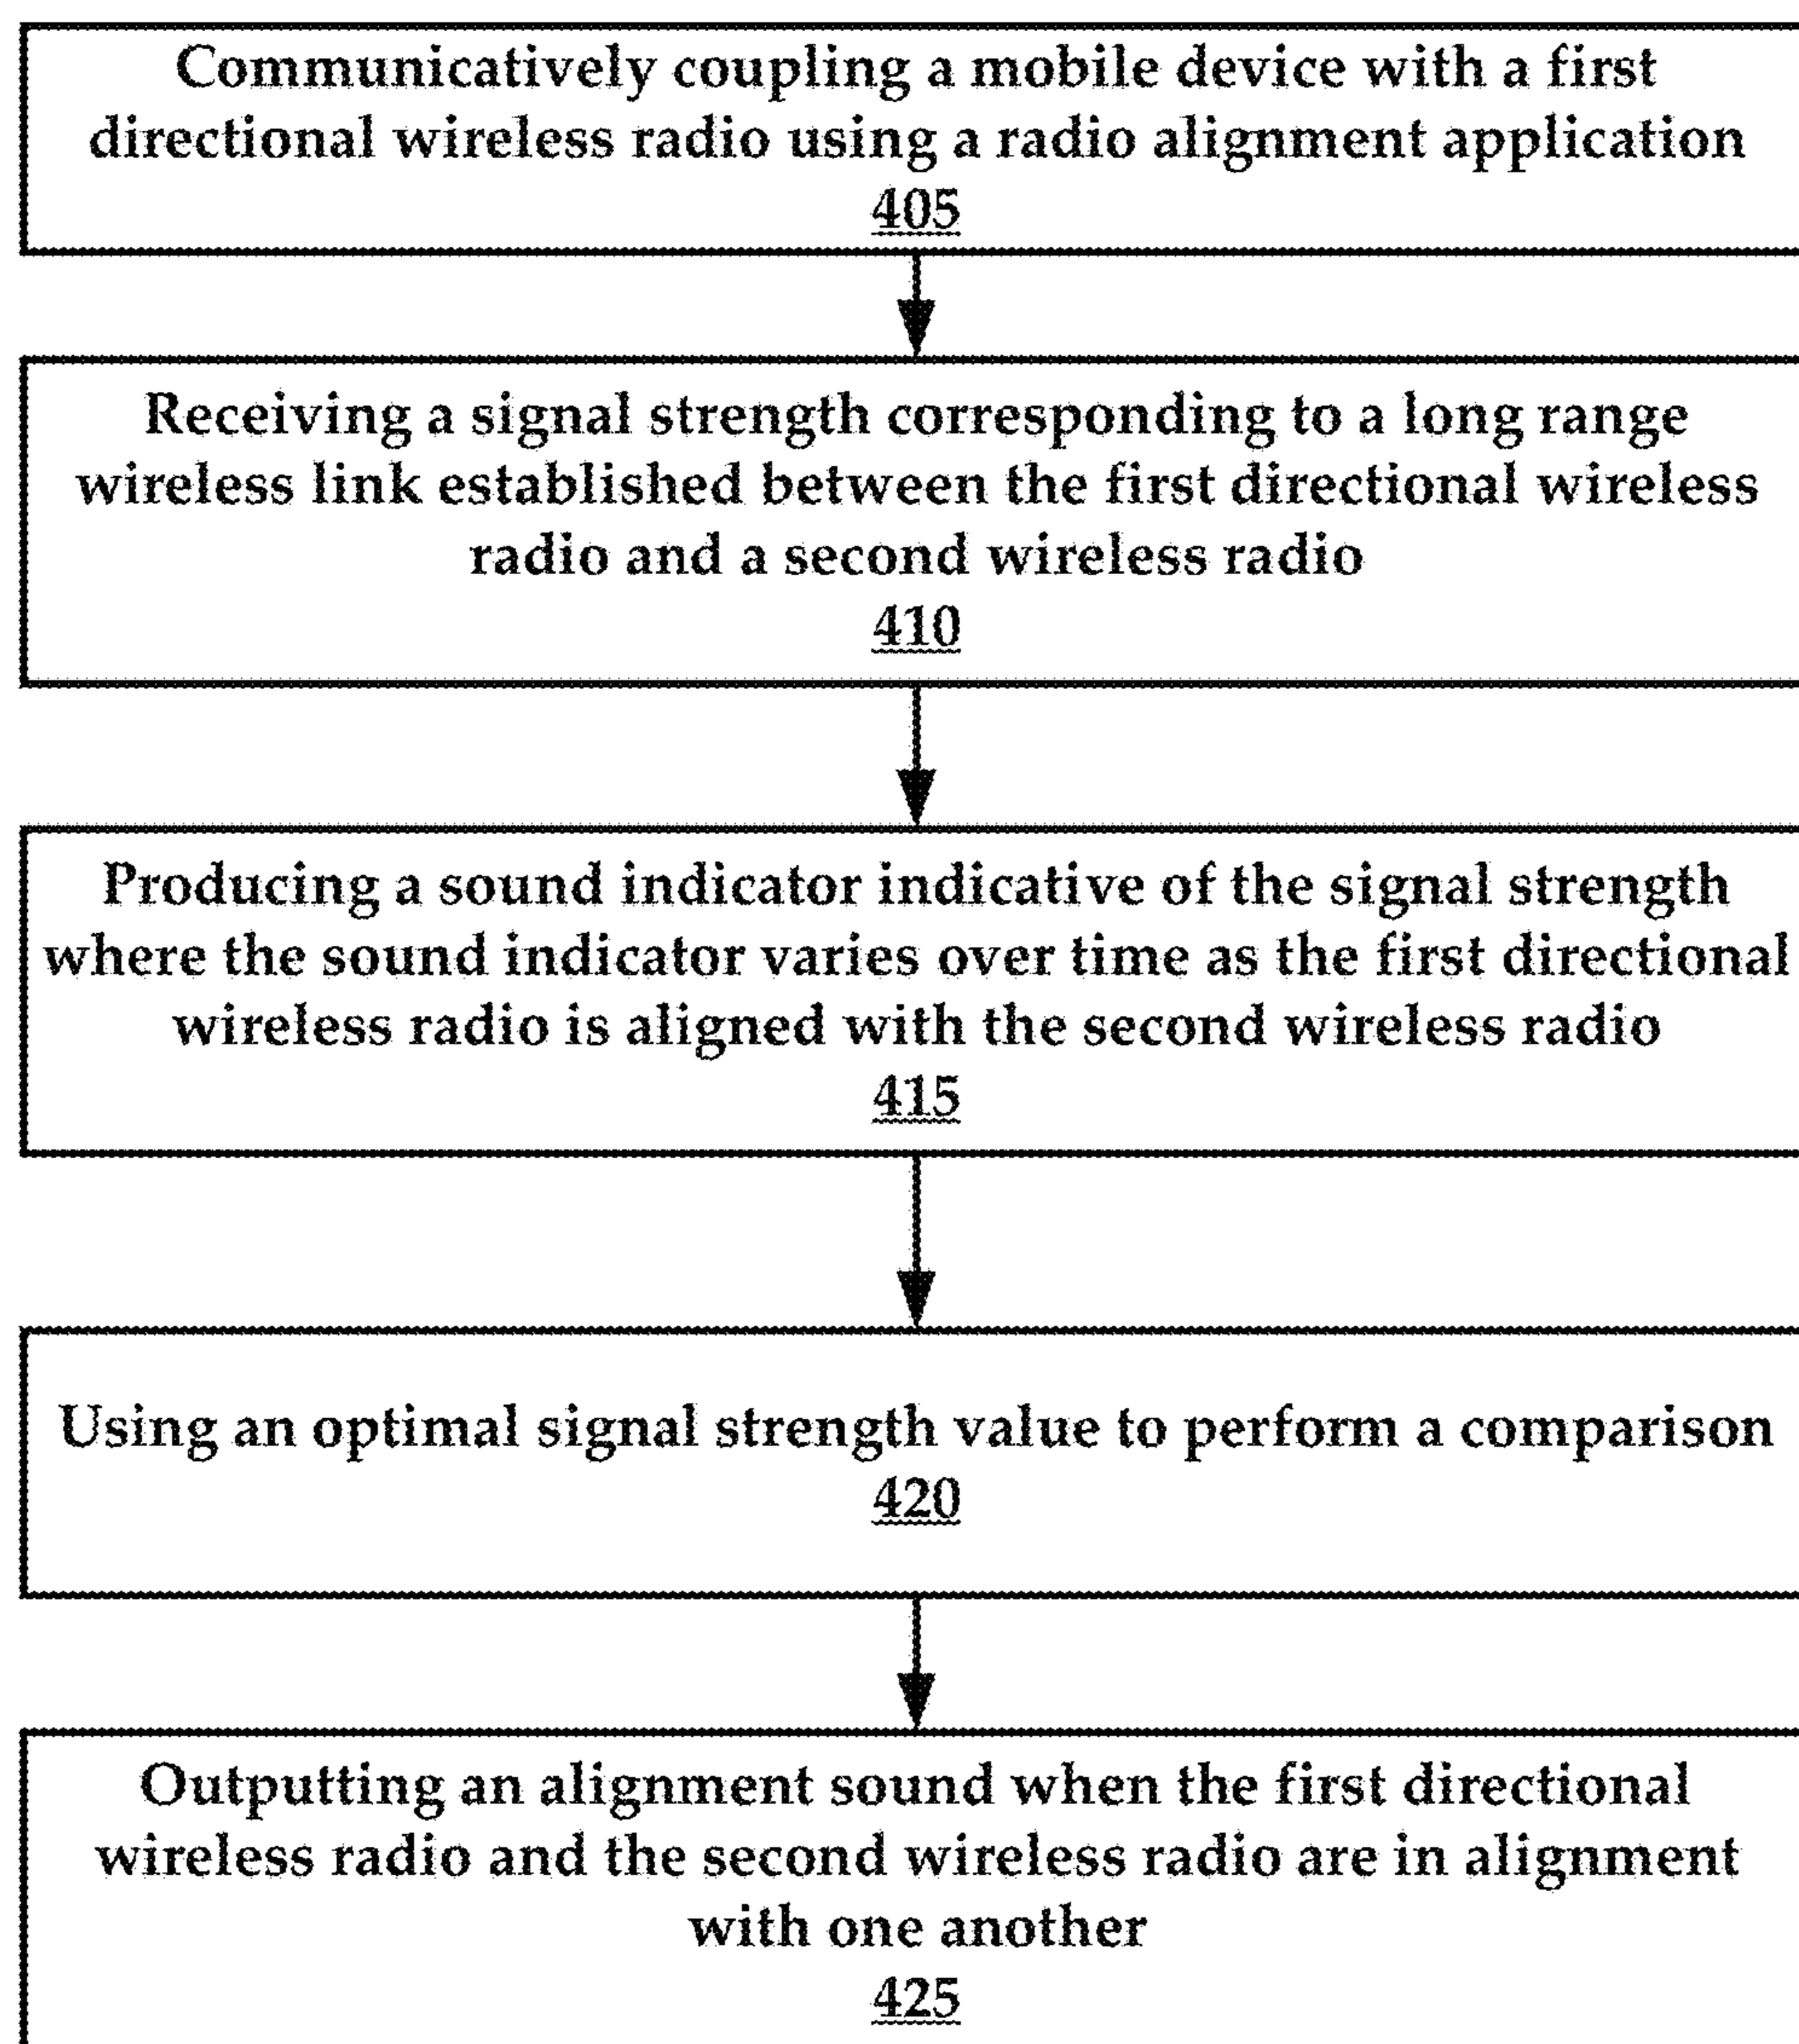 Communicatively coupling a mobile device with a first
directional wireless radio using a radio alignment application
405
Receiving a signal strength corresponding to a long range
wireless link established between the first directional wireless
radio and a second wireless radio
410
Producing a sound indicator indicative of the signal strength
where the sound indicator varies over time as the first directional
wireless radio is aligned with the second wireless radio
415
Using an optimal signal strength value to perform a comparison
420
Outputting an alignment sound when the first directional
wireless radio and the second wireless radio are in alignment
with one another
425